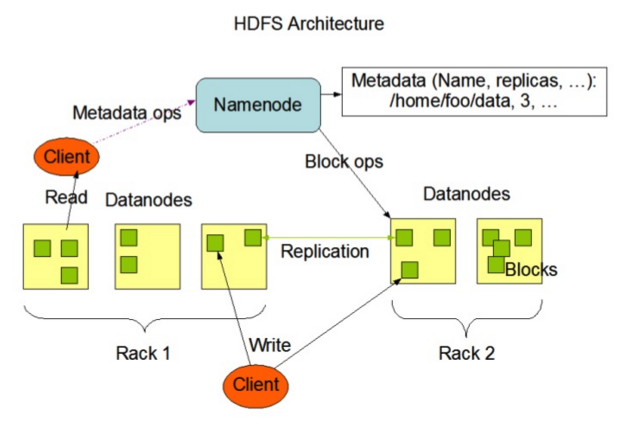 HDFS Architecture
Metadata (Name, replicas, ...):
/home/foo/data, 3, ...
Namenode
Metadata ops
Client
Block ops
Read
Datanodes
Datanodes
Replication
Blocks
Rack 1
Write
Rack 2
Client